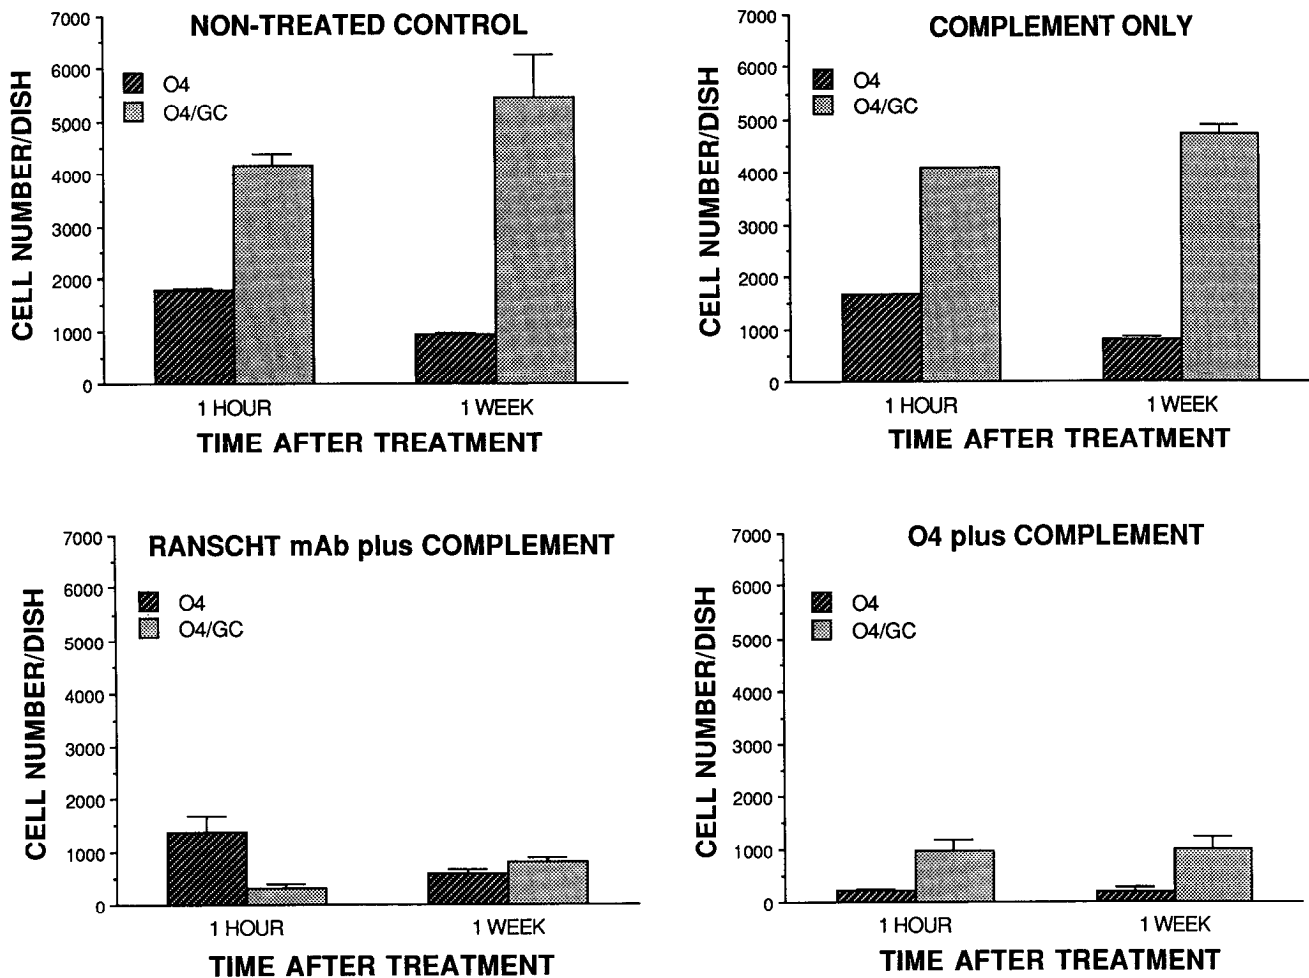 NON-TREATED CONTROL
7000
6000
5000
4000
3000
2000
1000
0
CELL NUMBER/DISH
O4
O4/GC
1 HOUR
1 WEEK
TIME AFTER TREATMENT
COMPLEMENT ONLY
7000
6000
5000
4000
3000
2000
1000
0
CELL NUMBER/DISH
O4
O4/GC
1 HOUR
1 WEEK
TIME AFTER TREATMENT
RANSCHT mAb plus COMPLEMENT
7000
6000
5000
4000
3000
2000
1000
0
CELL NUMBER/DISH
O4
O4/GC
1 HOUR
1 WEEK
TIME AFTER TREATMENT
O4 plus COMPLEMENT
7000
6000
5000
4000
3000
2000
1000
0
CELL NUMBER/DISH
O4
O4/GC
1 HOUR
1 WEEK
TIME AFTER TREATMENT